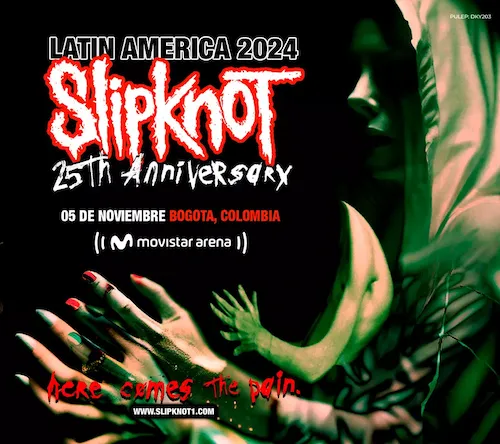 PULEP: DKY203
LATIN AMERICA 2024
SLIPKNOT
25th Anniversary
05 DE NOVIEMBRE BOGOTA, COLOMBIA
movistar arena
here comes the pain.
WWW.SLIPKNOT1.COM